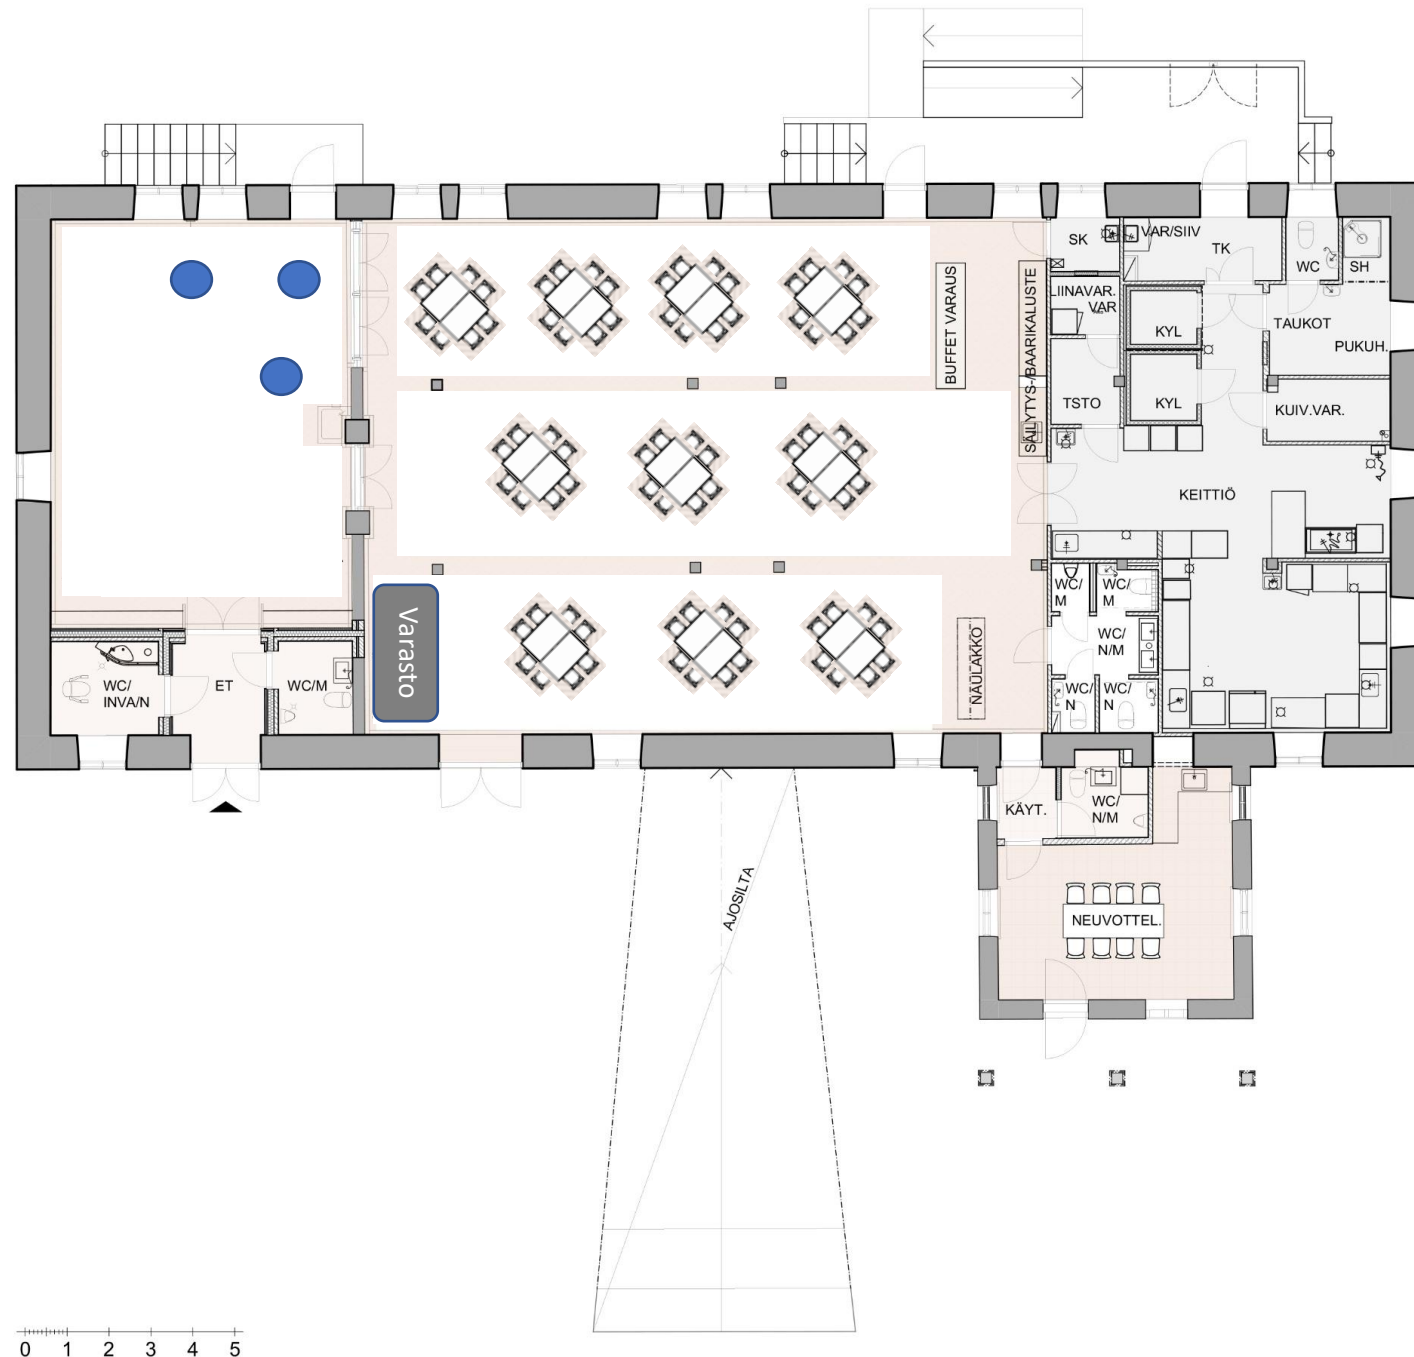 SK
VAR/SIIV
TK
WC
SH
BUFFET VARAUS
SÄILYTYS-/BAARIKALUSTE
LIINAVAR.
VAR
KYL
TAUKOT
PUKUH.
TSTO
KYL
KUIV.VAR.
KEITTIÖ
WC/
M
WC/
M
Varasto
NAULAKKO
WC/
N/M
WC/
INVA/N
ET
WC/M
WC/
N
WC/
N
KÄYT.
WC/
N/M
AJOSILTA
NEUVOTTEL.
0 1 2 3 4 5